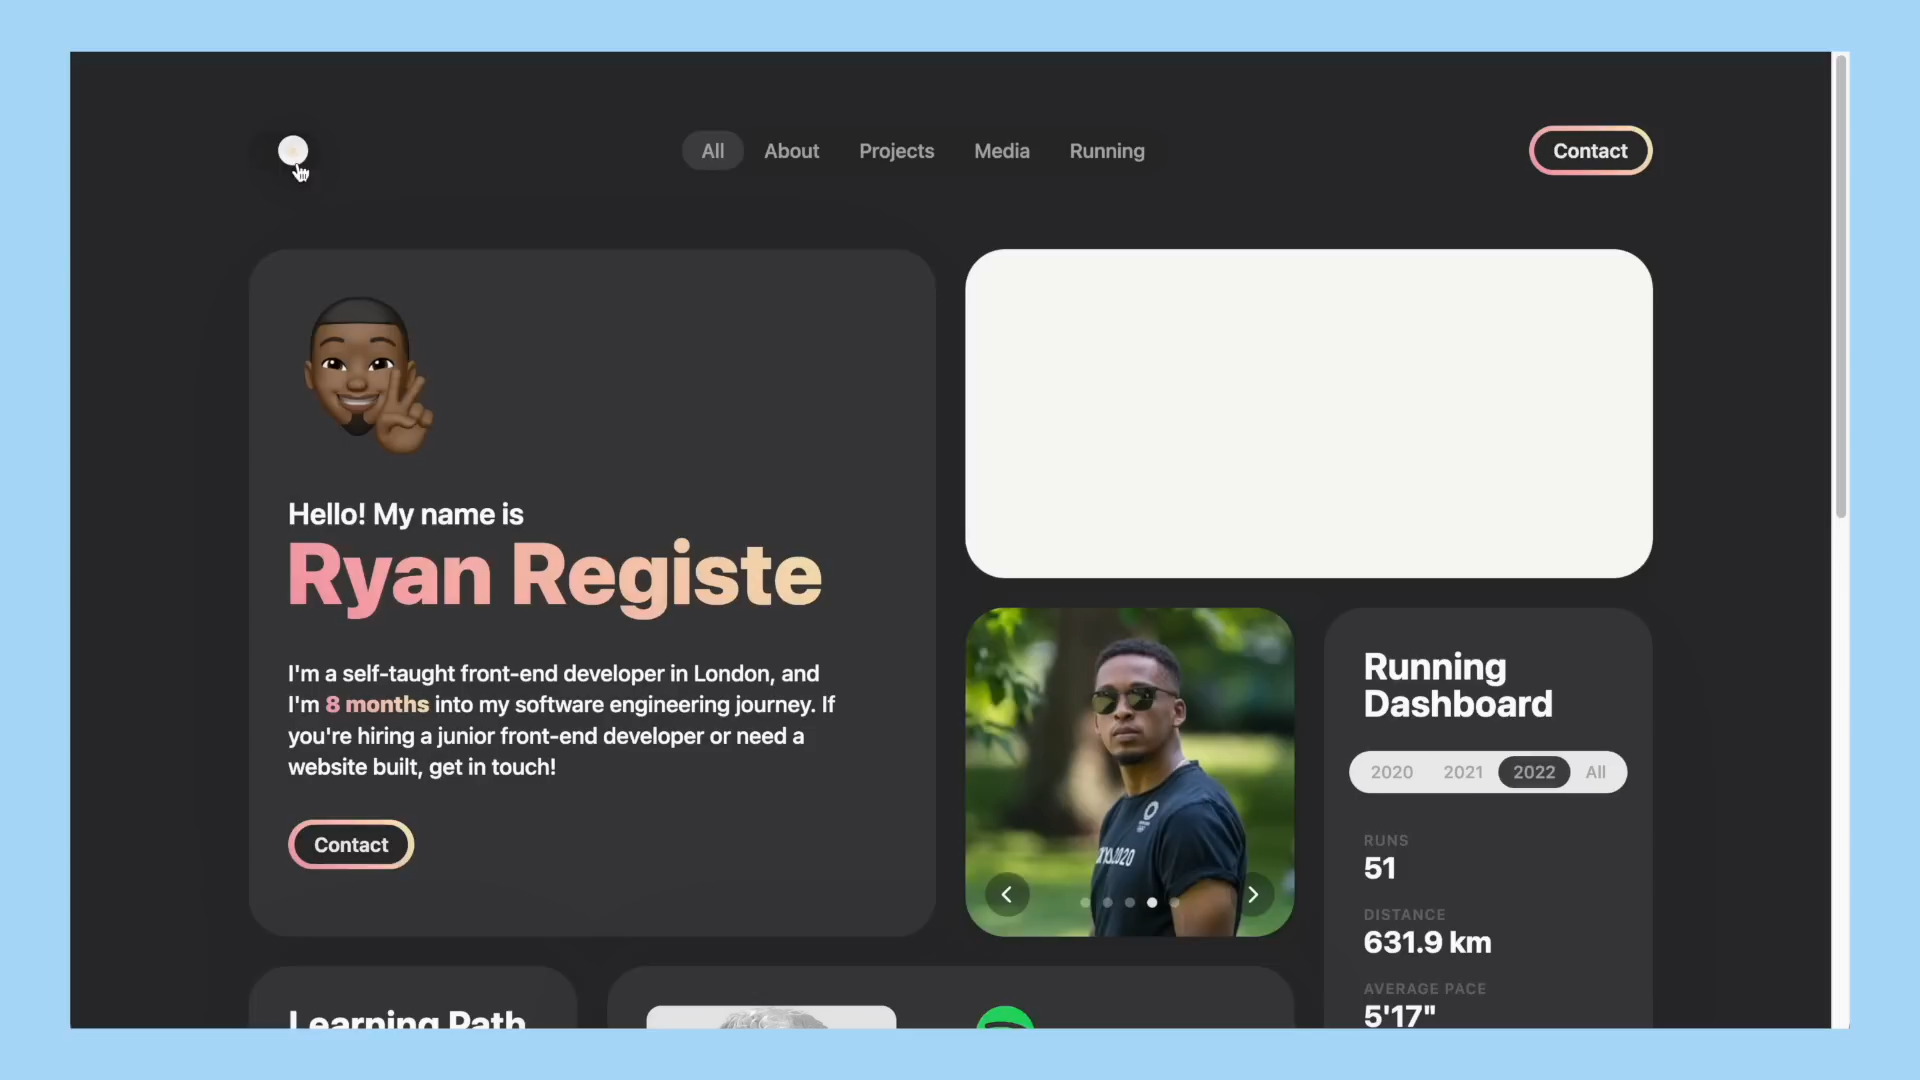 All
About
Projects
Media
Running
Contact
Hello! My name is
Ryan Registe
I'm a self-taught front-end developer in London, and
I'm 8 months into my software engineering journey. If
you're hiring a junior front-end developer or need a
website built, get in touch!
Contact
2020
Running
Dashboard
2020
2021
2022
All
RUNS
51
DISTANCE
631.9 km
AVERAGE PACE
5'17"
Learning Path